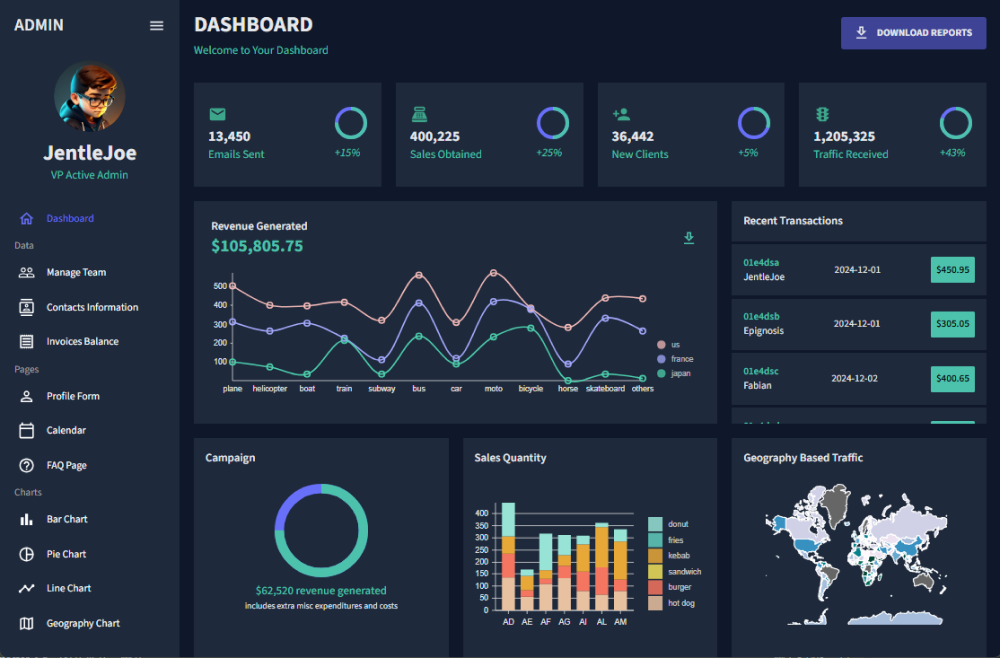 ADMIN
JentleJoe
VP Active Admin
Dashboard
Data
Manage Team
Contacts Information
Invoices Balance
Pages
Profile Form
Calendar
FAQ Page
Charts
Bar Chart
Pie Chart
Line Chart
Geography Chart
DASHBOARD
Welcome to Your Dashboard
DOWNLOAD REPORTS
13,450
Emails Sent
+15%
400,225
Sales Obtained
+25%
36,442
New Clients
+5%
1,205,325
Traffic Received
+43%
Revenue Generated
$105,805.75
500
400
300
200
100
plane helicopter boat train subway bus car moto bicycle horse skateboard others
us
france
japan
Recent Transactions
01e4dsa
JentleJoe
2024-12-01
$450.95
01e4dsb
Epignosis
2024-12-01
$305.05
01e4dsc
Fabian
2024-12-02
$400.65
Campaign
$62,520 revenue generated
includes extra misc expenditures and costs
Sales Quantity
400
350
300
250
200
150
100
50
0
AD AE AF AG AI AL AM
donut
fries
kebab
sandwich
burger
hot dog
Geography Based Traffic